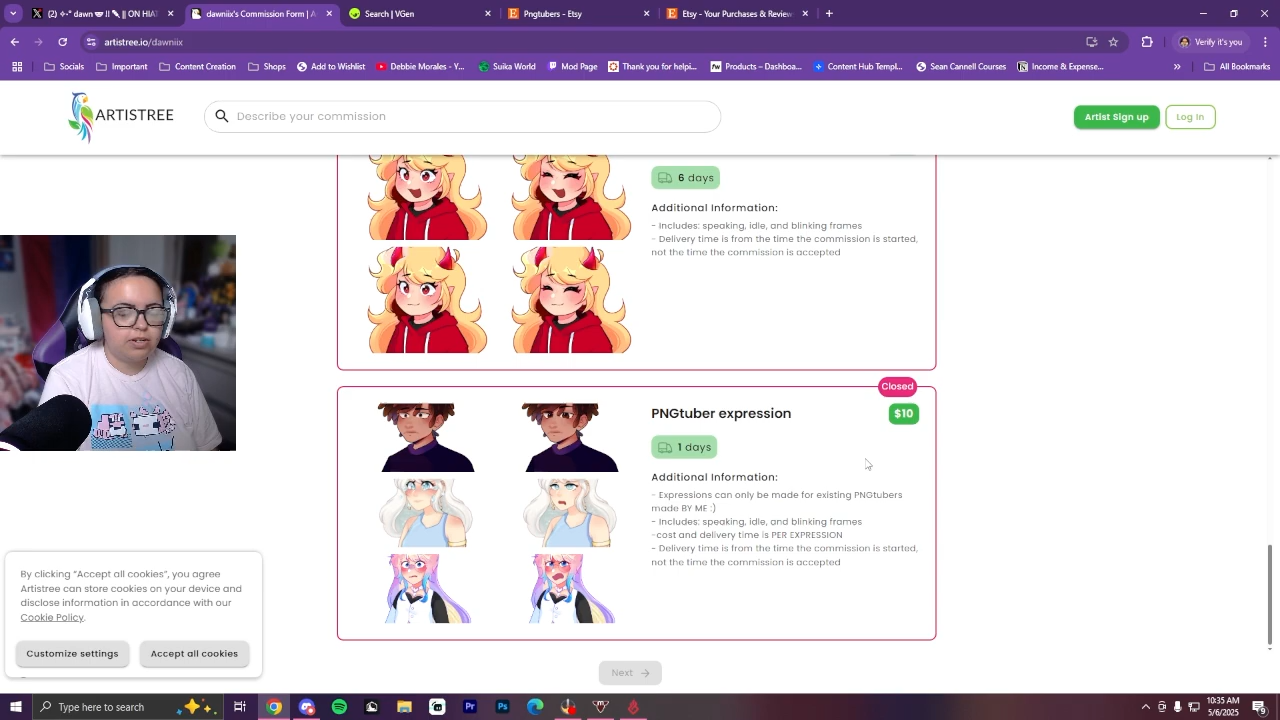 dawniix's Commission Form | A
Searching for "comm"
Pngtubers - Etsy
Etsy - Your Purchase Review
artistree.io/dawniix
Verify it's you
Socials
Important
Content Creation
Shops
Add to Wishlist
Debbie Morales - Y...
Suika World
Mod Page
Thank you for helpi...
Products – Dashboa...
Content Hub Templ...
Sean Cannell Courses
Income & Expense...
All Bookmarks
ARTISTREE
Describe your commission
Artist Sign up
Log In
6 days
Additional Information:
- Includes: speaking, idle, and blinking frames
- Delivery time is from the time the commission is started,
not the time the commission is accepted
Closed
PNGtuber expression
$10
1 days
Additional Information:
- Expressions can only be made for existing PNGtubers
made BY ME :)
- Includes: speaking, idle, and blinking frames
-cost and delivery time is PER EXPRESSION
- Delivery time is from the time the commission is started,
not the time the commission is accepted
By clicking “Accept all cookies”, you agree
Artistree can store cookies on your device and
disclose information in accordance with our
Cookie Policy.
Customize settings
Accept all cookies
Next
Type here to search
10:35 AM
5/6/2025